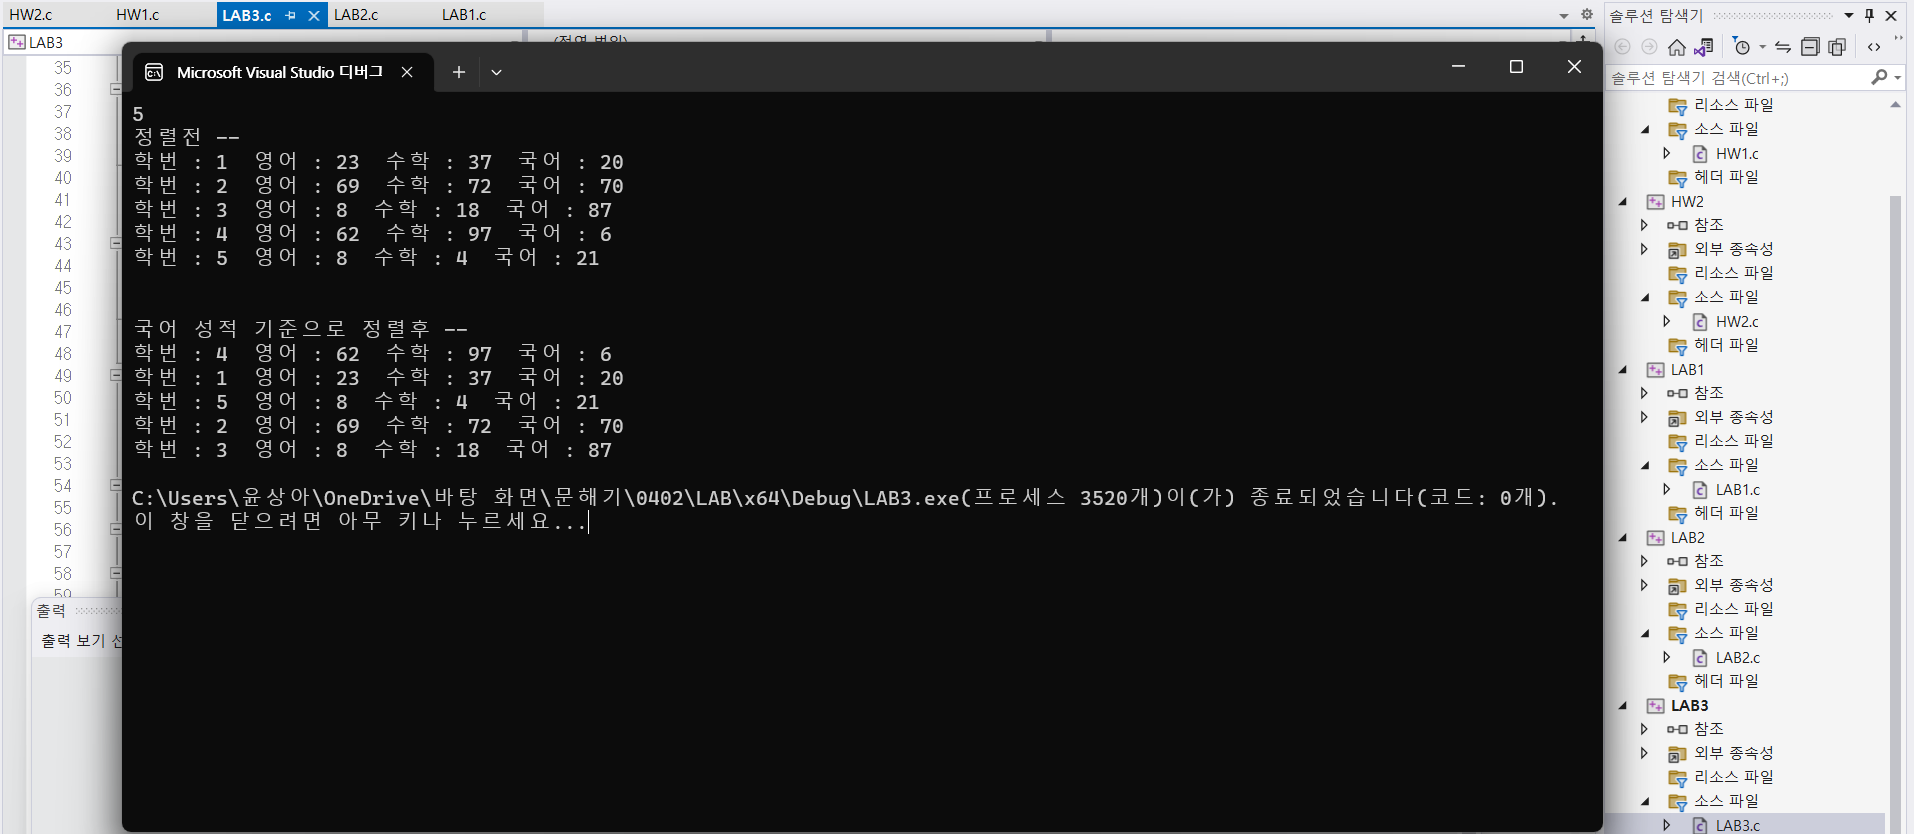 HW2.c HW1.c LAB3.c LAB2.c LAB1.c
LAB3
35
36
37
38
39
40
41
42
43
44
45
46
47
48
49
50
51
52
53
54
55
56
57
58
59
출력
출력 보기 선
Microsoft Visual Studio 디버그
5
정렬전 --
학번 : 1 영어 : 23 수학 : 37 국어 : 20
학번 : 2 영어 : 69 수학 : 72 국어 : 70
학번 : 3 영어 : 8 수학 : 18 국어 : 87
학번 : 4 영어 : 62 수학 : 97 국어 : 6
학번 : 5 영어 : 8 수학 : 4 국어 : 21
국어 성적 기준으로 정렬후 --
학번 : 4 영어 : 62 수학 : 97 국어 : 6
학번 : 1 영어 : 23 수학 : 37 국어 : 20
학번 : 5 영어 : 8 수학 : 4 국어 : 21
학번 : 2 영어 : 69 수학 : 72 국어 : 70
학번 : 3 영어 : 8 수학 : 18 국어 : 87
C:\Users\윤상아\OneDrive\바탕 화면\문해기\0402\LAB\x64\Debug\LAB3.exe(프로세스 3520개)이(가) 종료되었습니다(코드: 0개).
이 창을 닫으려면 아무 키나 누르세요...
솔루션 탐색기
솔루션 탐색기 검색(Ctrl+;)
리소스 파일
소스 파일
HW1.c
헤더 파일
HW2
참조
외부 종속성
리소스 파일
소스 파일
HW2.c
헤더 파일
LAB1
참조
외부 종속성
리소스 파일
소스 파일
LAB1.c
헤더 파일
LAB2
참조
외부 종속성
리소스 파일
소스 파일
LAB2.c
헤더 파일
LAB3
참조
외부 종속성
리소스 파일
소스 파일
LAB3.c